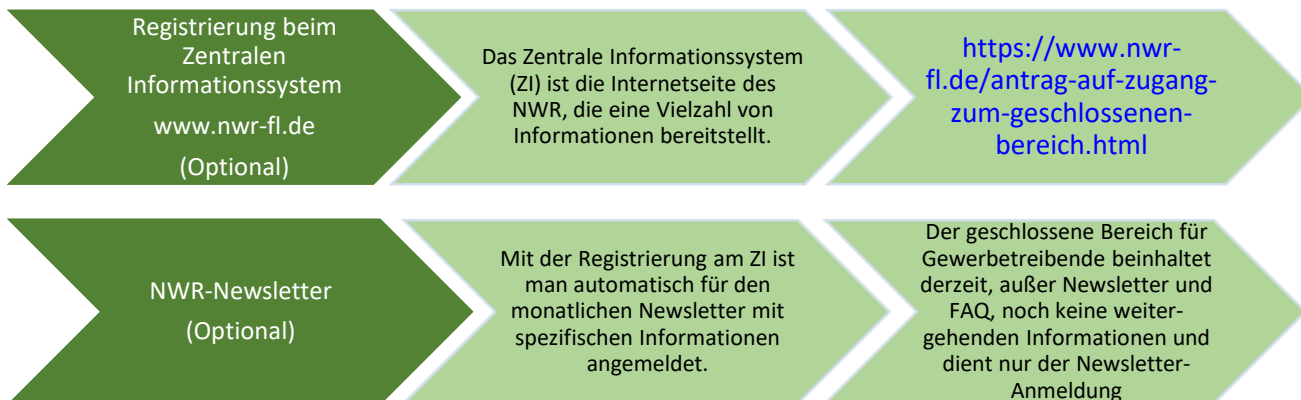 Registrierung beim
Zentralen
Informationssystem
www.nwr-fl.de
(Optional)
Das Zentrale Informationssystem
(ZI) ist die Internetseite des
NWR, die eine Vielzahl von
Informationen bereitstellt.
https://www.nwr-
fl.de/antrag-auf-zugang-
zum-geschlossenen-
bereich.html
NWR-Newsletter
(Optional)
Mit der Registrierung am ZI ist
man automatisch für den
monatlichen Newsletter mit
spezifischen Informationen
angemeldet.
Der geschlossene Bereich für
Gewerbetreibende beinhaltet
derzeit, außer Newsletter und
FAQ, noch keine weiter-
gehenden Informationen und
dient nur der Newsletter-
Anmeldung